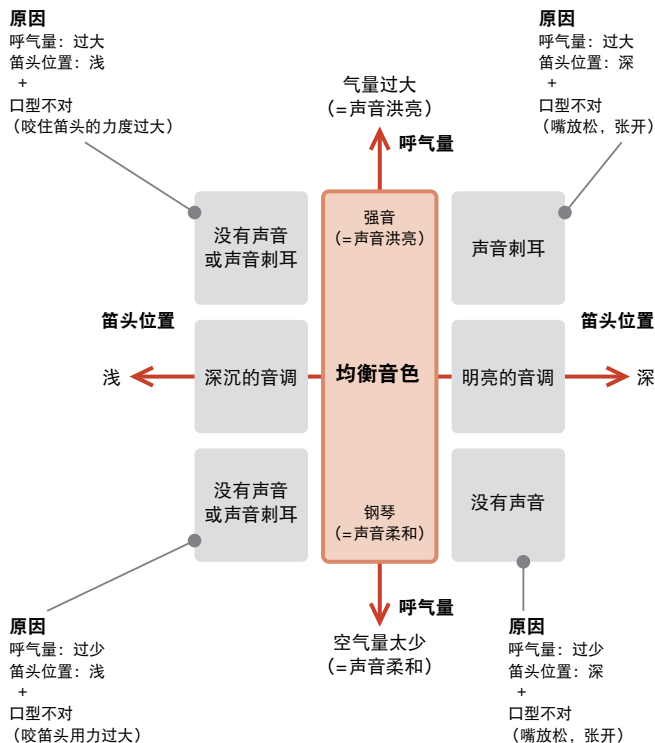 原因
呼气量：过大
笛头位置：浅
+
口型不对
（咬住笛头的力度过大）
原因
呼气量：过大
笛头位置：深
+
口型不对
（嘴放松，张开）
气量过大
（=声音洪亮）
呼气量
没有声音
或声音刺耳
强音
（=声音洪亮）
声音刺耳
笛头位置
笛头位置
浅
深沉的音调
均衡音色
明亮的音调
深
没有声音
或声音刺耳
钢琴
（=声音柔和）
没有声音
呼气量
空气量太少
（=声音柔和）
原因
呼气量：过少
笛头位置：浅
+
口型不对
（咬笛头用力过大）
原因
呼气量：过少
笛头位置：深
+
口型不对
（嘴放松，张开）